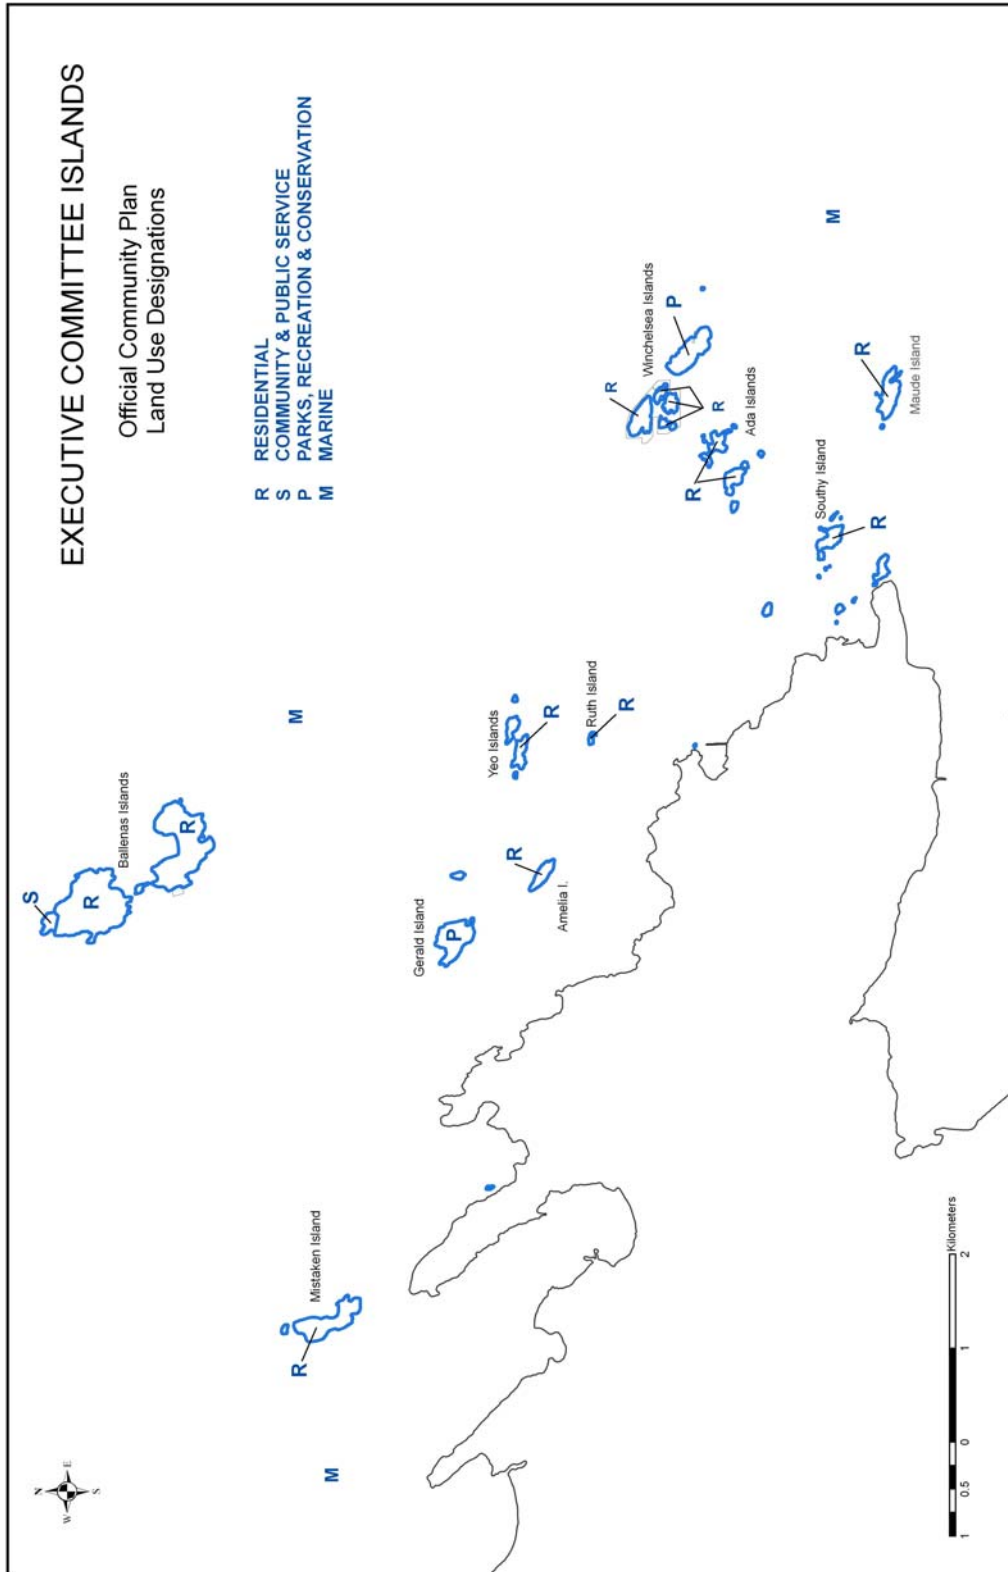 EXECUTIVE COMMITTEE ISLANDS
Official Community Plan
Land Use Designations
R RESIDENTIAL
S COMMUNITY & PUBLIC SERVICE
P PARKS, RECREATION & CONSERVATION
M MARINE
N
W E
S
S
R
Ballenas Islands
R
M
M
R
Mistaken Island
Gerald Island
P
R
Amelia I.
Yeo Islands
R
Ruth Island
R
R
Winchelsea Islands
P
R
R
Ada Islands
M
Southy Island
R
R
Maude Island
Kilometers
1 0.5 0 1 2